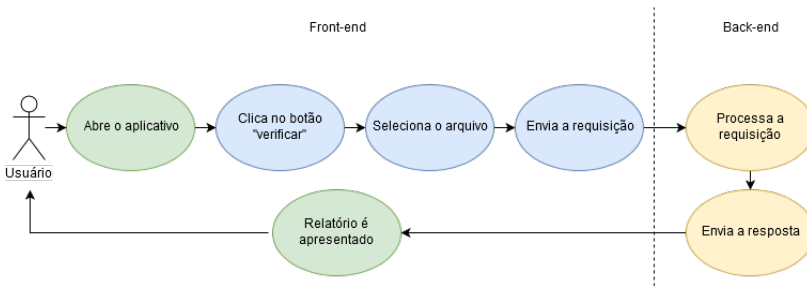 Front-end
Back-end
Abre o aplicativo
Clica no botão
"verificar"
Seleciona o arquivo
Envia a requisição
Processa a
requisição
Usuário
Relatório é
apresentado
Envia a resposta